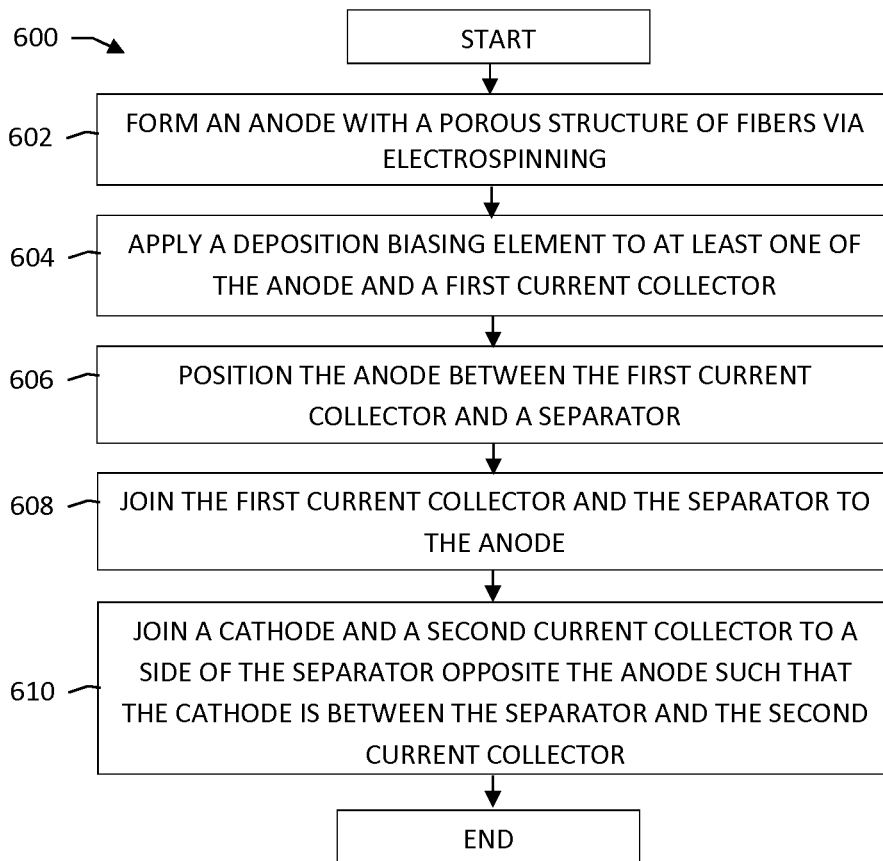 600
START
602
FORM AN ANODE WITH A POROUS STRUCTURE OF FIBERS VIA
ELECTROSPINNING
604
APPLY A DEPOSITION BIASING ELEMENT TO AT LEAST ONE OF
THE ANODE AND A FIRST CURRENT COLLECTOR
606
POSITION THE ANODE BETWEEN THE FIRST CURRENT
COLLECTOR AND A SEPARATOR
608
JOIN THE FIRST CURRENT COLLECTOR AND THE SEPARATOR TO
THE ANODE
610
JOIN A CATHODE AND A SECOND CURRENT COLLECTOR TO A
SIDE OF THE SEPARATOR OPPOSITE THE ANODE SUCH THAT
THE CATHODE IS BETWEEN THE SEPARATOR AND THE SECOND
CURRENT COLLECTOR
END